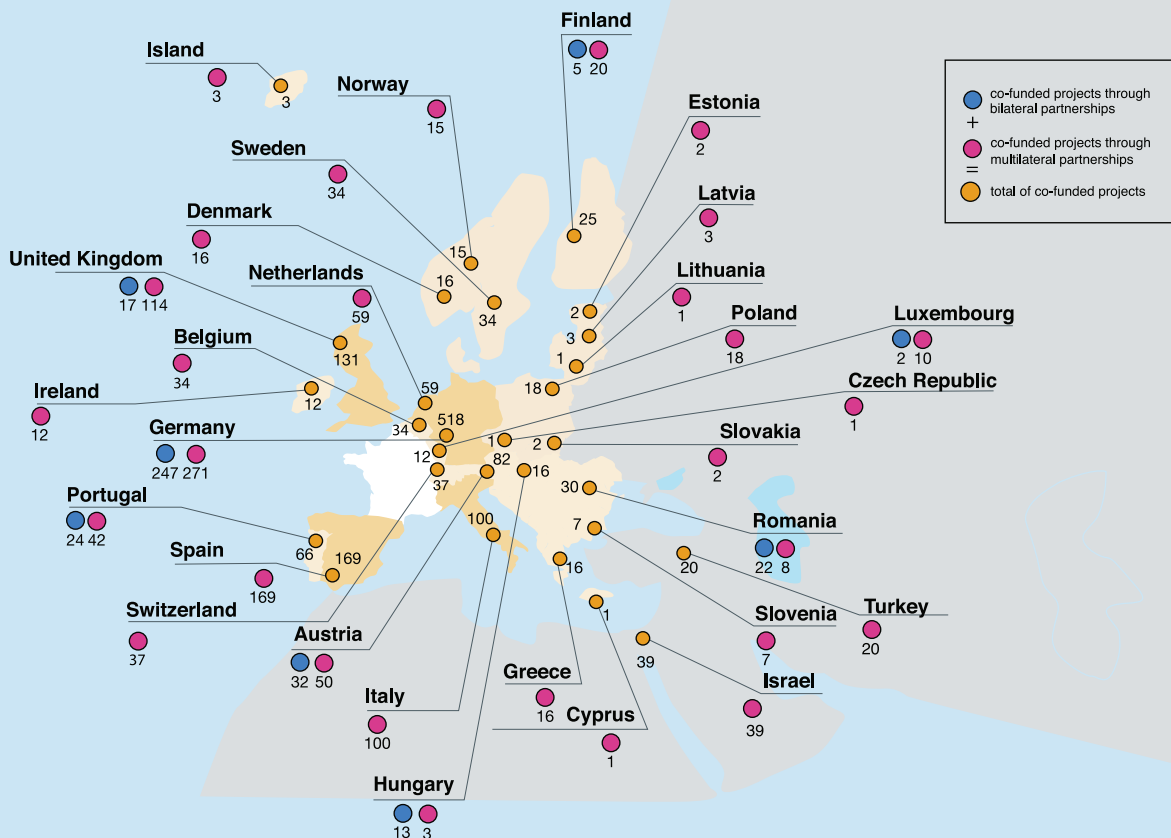 Finland
5 20
Island
3
3
Norway
15
Estonia
2
Sweden
34
Latvia
3
Denmark
16
United Kingdom
17 114
Netherlands
59
Lithuania
1
Poland
18
Luxembourg
2 10
Belgium
34
Czech Republic
1
Ireland
12
Germany
247 271
Slovakia
2
Portugal
24 42
Romania
22 8
Spain
169
Switzerland
37
Austria
32 50
Slovenia
7
Turkey
20
Italy
100
Greece
16
Cyprus
1
Israel
39
Hungary
13 3
25
15
16
34
2
3
1
131
12
59
18
34
518
1
2
12
82
37
16
30
100
7
66
169
16
20
1
39
co-funded projects through
bilateral partnerships
+
co-funded projects through
multilateral partnerships
=
total of co-funded projects